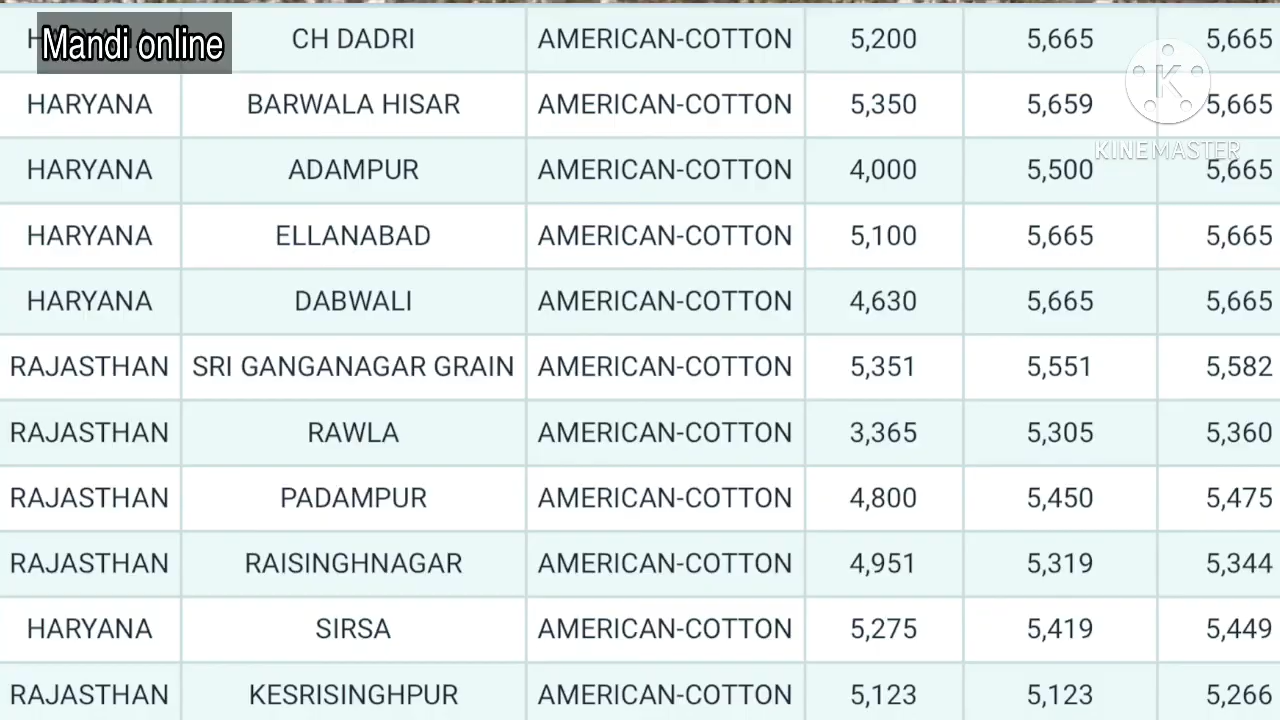 Mandi online
CH DADRI AMERICAN-COTTON 5,200 5,665 5,665
HARYANA BARWALA HISAR AMERICAN-COTTON 5,350 5,659 5,665
KINEMASTER
HARYANA ADAMPUR AMERICAN-COTTON 4,000 5,500 5,665
HARYANA ELLANABAD AMERICAN-COTTON 5,100 5,665 5,665
HARYANA DABWALI AMERICAN-COTTON 4,630 5,665 5,665
RAJASTHAN SRI GANGANAGAR GRAIN AMERICAN-COTTON 5,351 5,551 5,582
RAJASTHAN RAWLA AMERICAN-COTTON 3,365 5,305 5,360
RAJASTHAN PADAMPUR AMERICAN-COTTON 4,800 5,450 5,475
RAJASTHAN RAISINGHNAGAR AMERICAN-COTTON 4,951 5,319 5,344
HARYANA SIRSA AMERICAN-COTTON 5,275 5,419 5,449
RAJASTHAN KESRISINGHPUR AMERICAN-COTTON 5,123 5,123 5,266